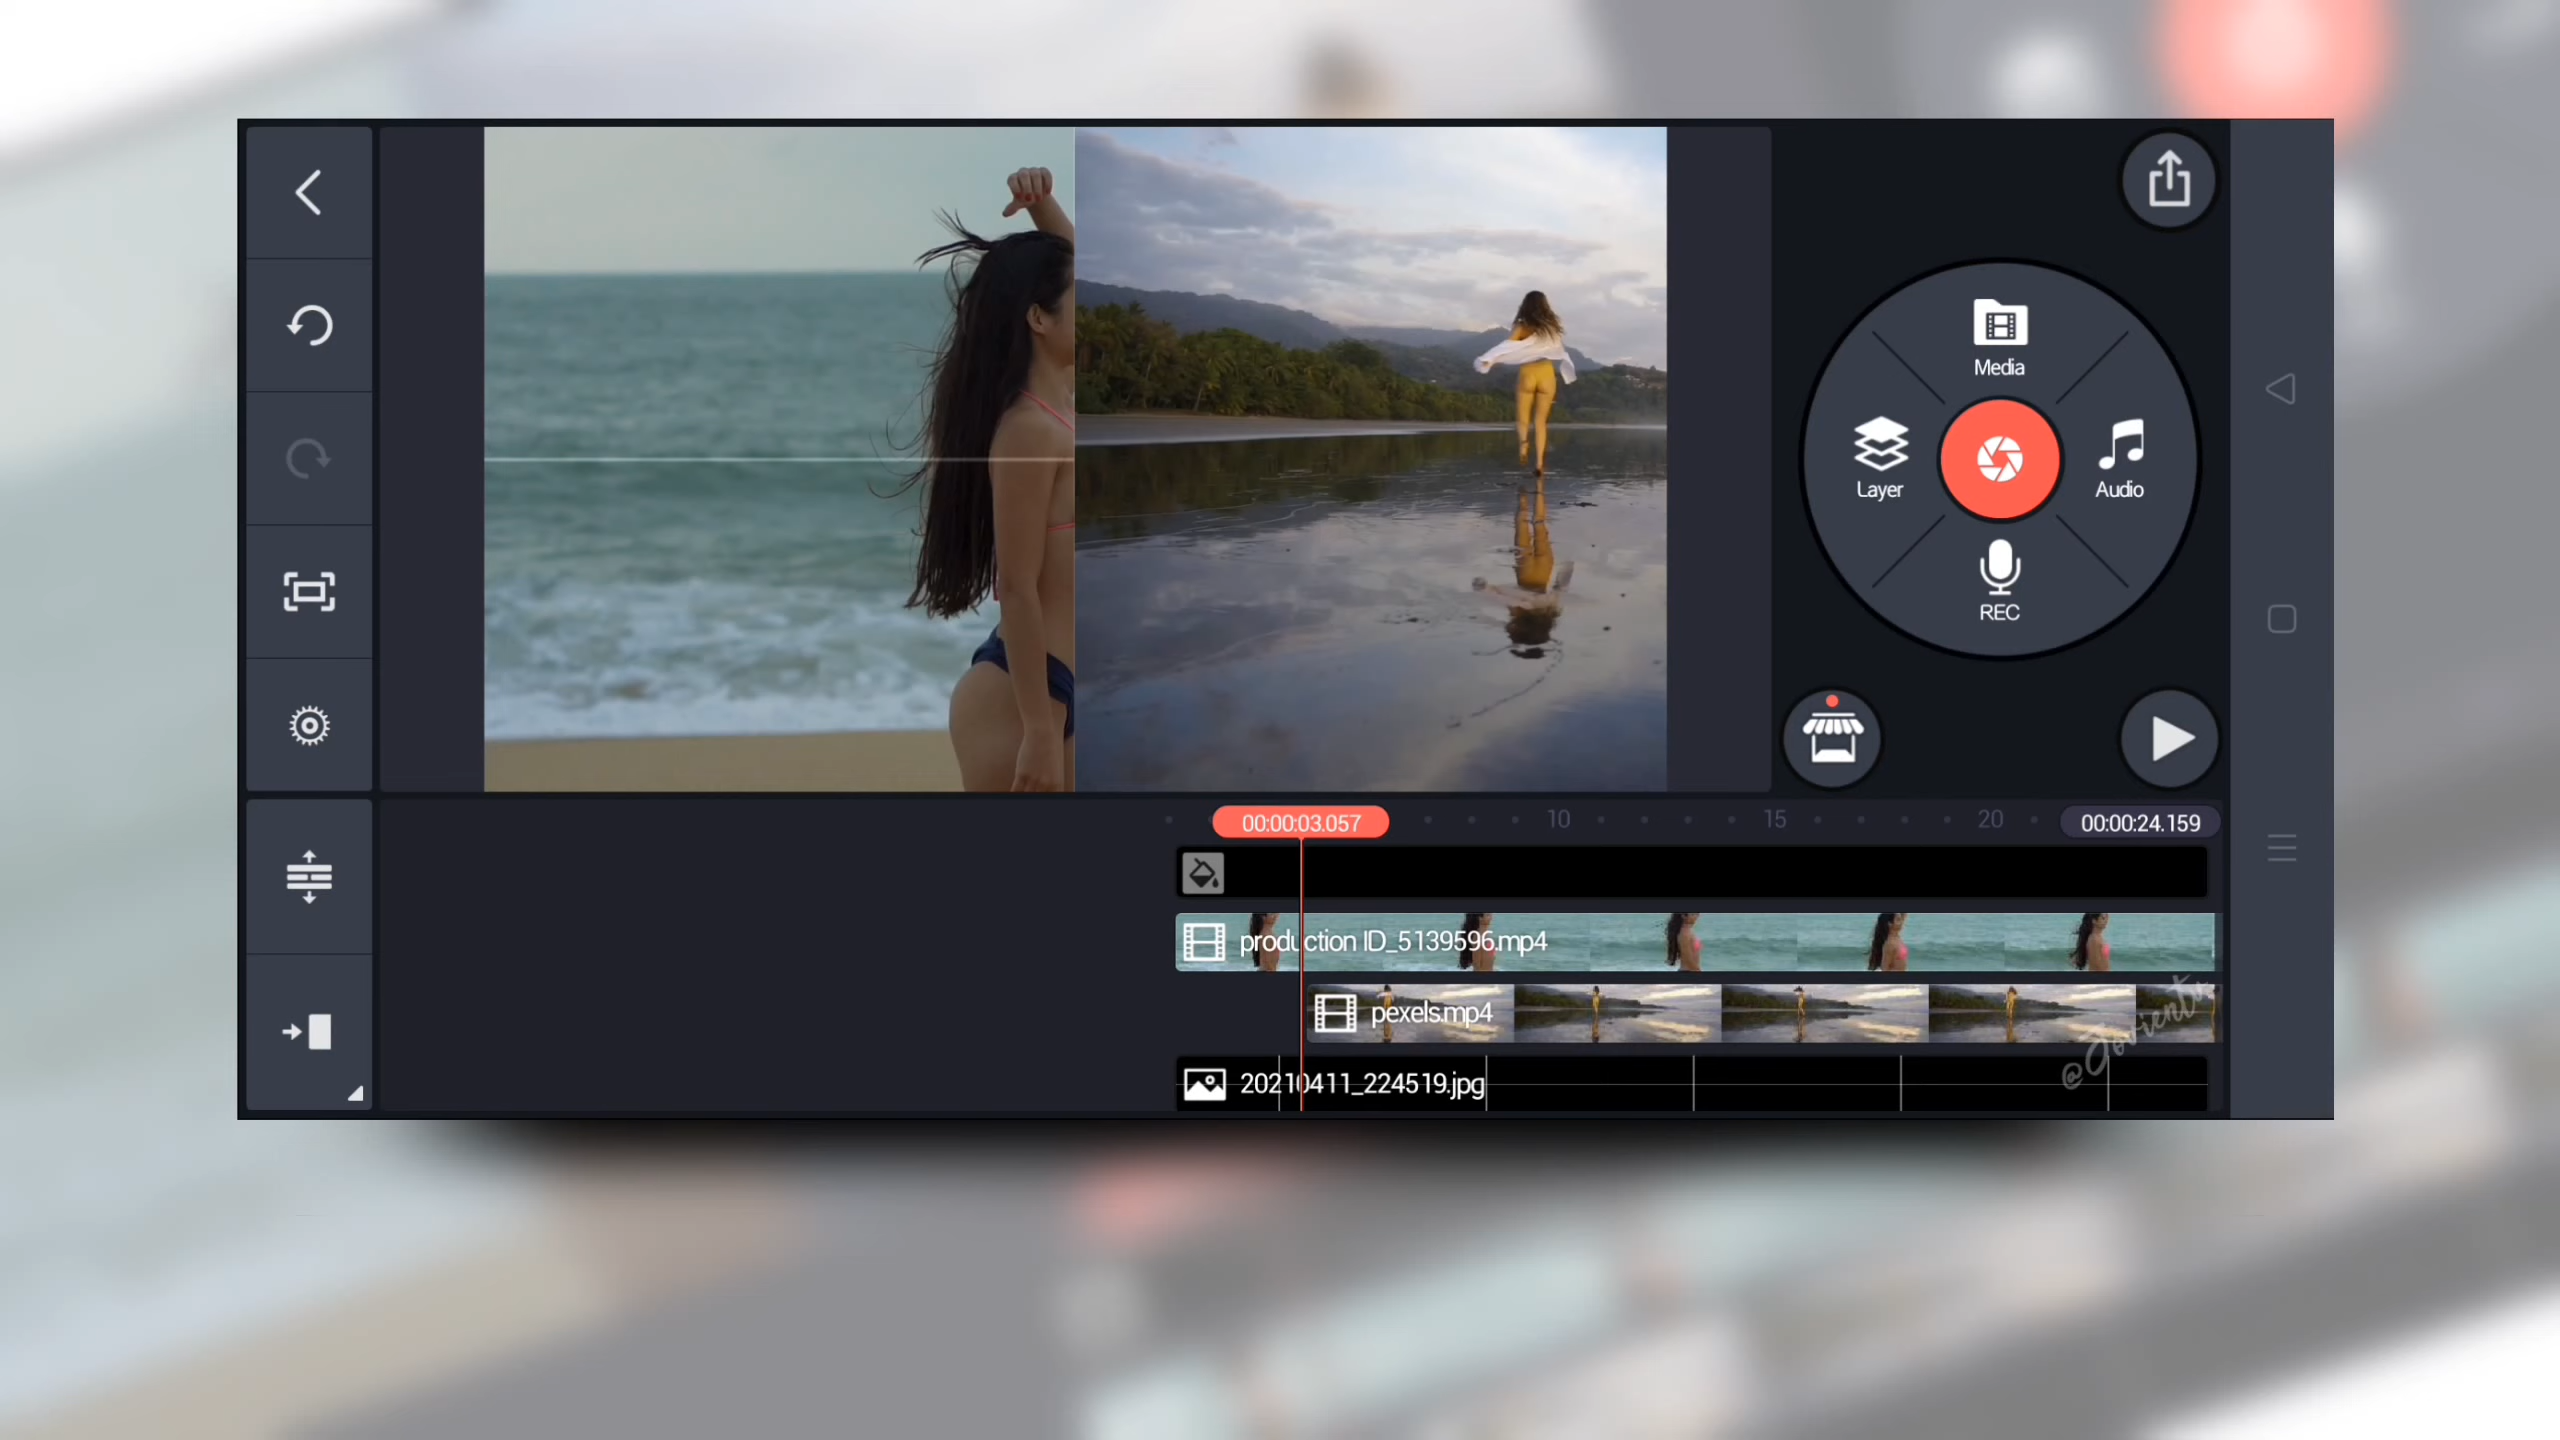 Media
Layer
Audio
REC
00:00:03.057
10
15
20
00:00:24.159
production ID_5139596.mp4
pexels.mp4
20210411_224519.jpg